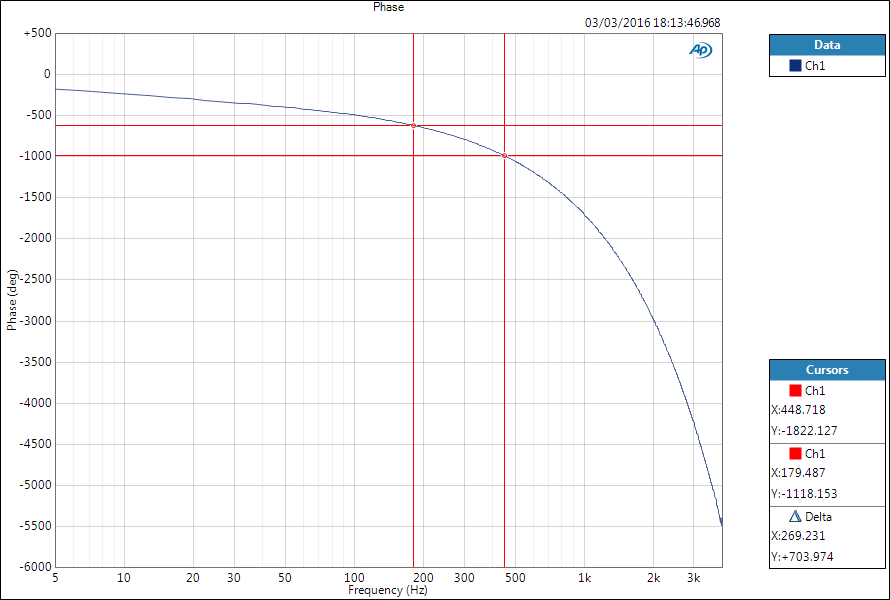 Phase
03/03/2016 18:13:46.968
AP
+500
0
-500
-1000
-1500
-2000
-2500
-3000
-3500
-4000
-4500
-5000
-5500
-6000
Phase (deg)
5 10 20 30 50 100 200 300 500 1k 2k 3k
Frequency (Hz)
Data
Ch1
Cursors
Ch1
X:448.718
Y:-1822.127
Ch1
X:179.487
Y:-1118.153
Delta
X:269.231
Y:+703.974